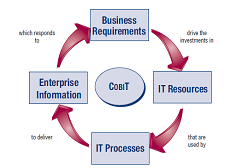 Business
Requirements
which responds
to
drive the
investments in
Enterprise
Information
COBIT
IT Resources
to deliver
that are
used by
IT Processes